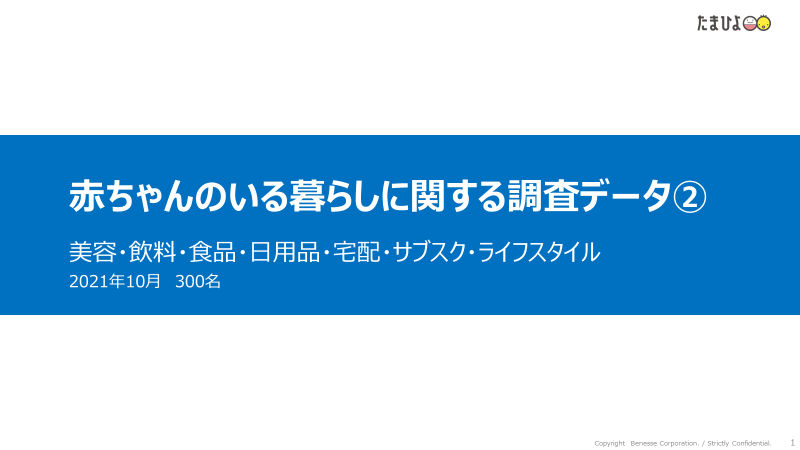 たまひよ
赤ちゃんのいる暮らしに関する調査データ②
美容・飲料・食品・日用品・宅配・サブスク・ライフスタイル
2021年10月 300名
Copyright Benesse Corporation. / Strictly Confidential. 1